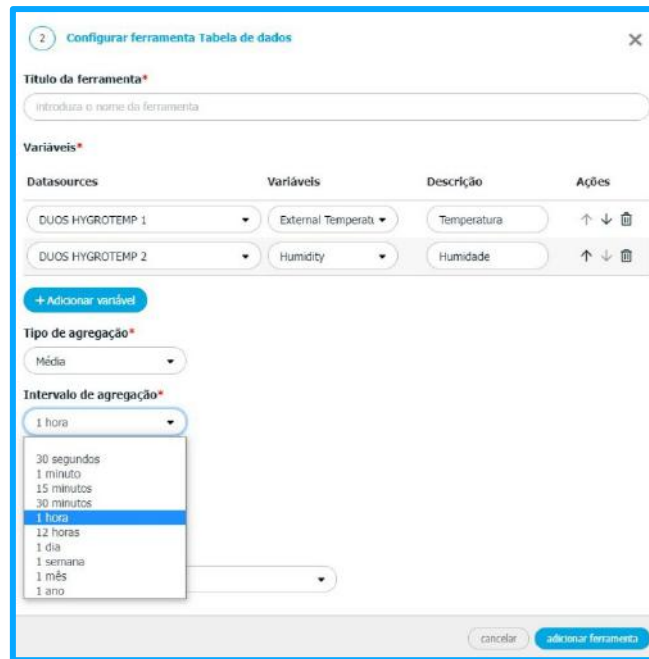 2 Configurar ferramenta Tabela de dados
Título da ferramenta*
introduza o nome da ferramenta
Variáveis*
Datasources Variáveis Descrição Ações
DUOS HYGROTEMP 1 External Temperatu Temperatura
DUOS HYGROTEMP 2 Humidity Humidade
+ Adicionar variável
Tipo de agregação*
Média
Intervalo de agregação*
1 hora
30 segundos
1 minuto
15 minutos
30 minutos
1 hora
12 horas
1 dia
1 semana
1 mês
1 ano
cancelar adicionar ferramenta